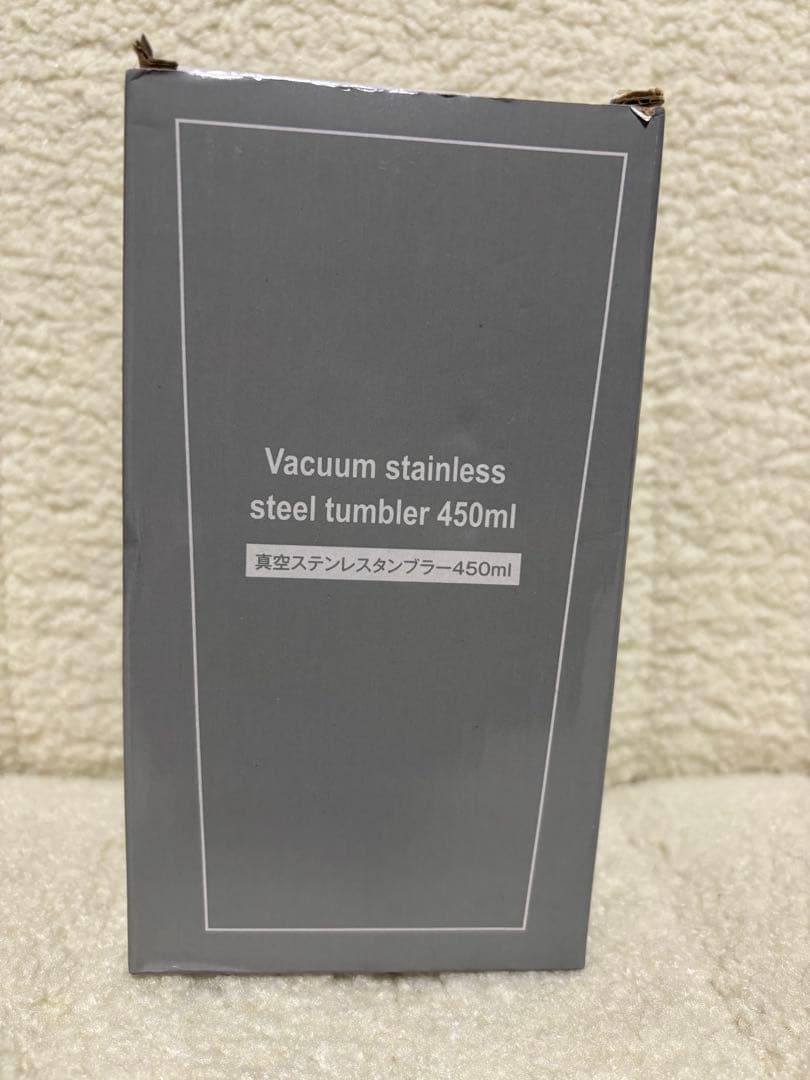 Vacuum stainless
steel tumbler 450ml
真空ステンレスタンブラー450ml